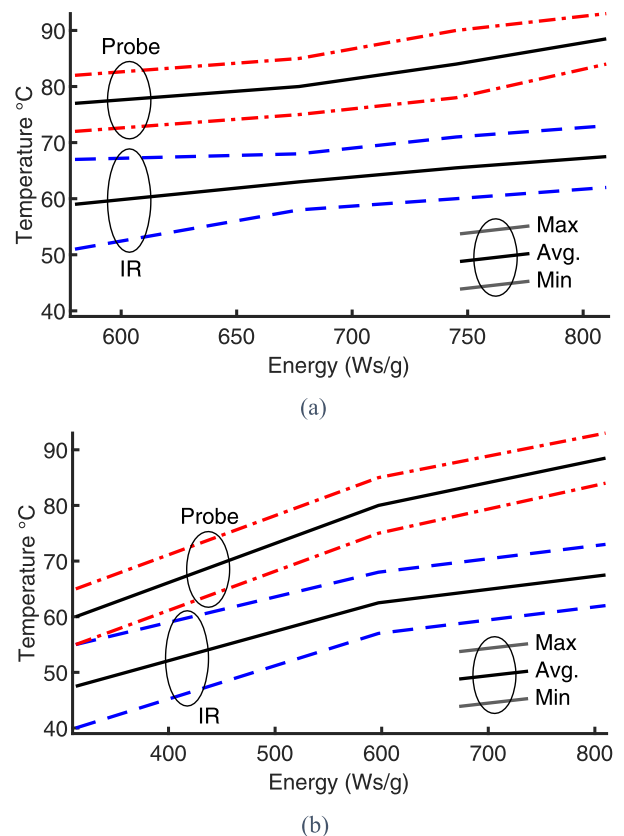 90
80
70
60
50
40
Temperature °C
Probe
IR
Max
Avg.
Min
600
650
700
750
800
Energy (Ws/g)
(a)
90
80
70
60
50
40
Temperature °C
Probe
IR
Max
Avg.
Min
400
500
600
700
800
Energy (Ws/g)
(b)